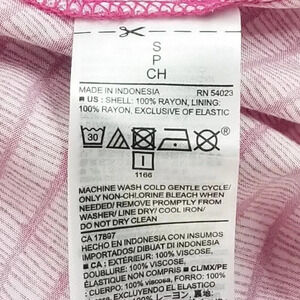 S
P
CH
MADE IN INDONESIA RN 54023
■ US : SHELL: 100% RAYON, LINING:
100% RAYON, EXCLUSIVE OF ELASTIC
30
I
1166
MACHINE WASH COLD GENTLE CYCLE/
ONLY NON-CHLORINE BLEACH WHEN
NEEDED/ REMOVE PROMPTLY FROM
WASHER/ LINE DRY/ COOL IRON/
DO NOT DRY CLEAN
CA 17897
HECHO EN INDONESIA CON INSUMOS
IMPORTADOS/ DIBUAT DI INDONESIA
■ CA : EXTÉRIEUR: 100% VISCOSE,
DOUBLURE: 100% VISCOSE,
ÉLASTIQUE NON COMPRIS ■ CL/MX/PE
: CUERPO: 100% VISCOSA, FORRO: 100%